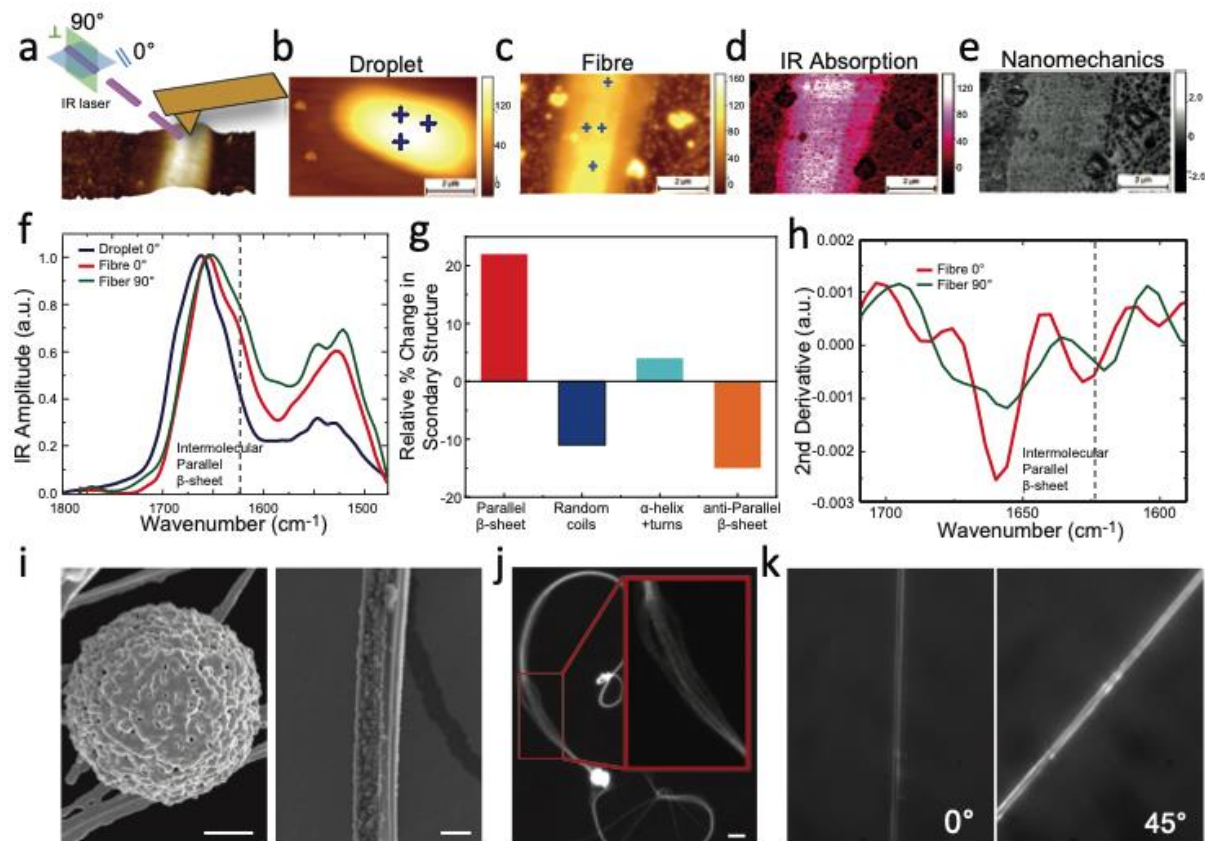 a
90°
0°
IR laser
b
Droplet
120
80
40
0
2 µm
c
Fibre
160
120
80
40
0
2 µm
d
IR Absorption
120
80
40
0
2 µm
e
Nanomechanics
2.0
0
-2.0
2 µm
f
Droplet 0°
Fibre 0°
Fiber 90°
IR Amplitude (a.u.)
1.0
0.8
0.6
0.4
0.2
0.0
Intermolecular
Parallel
β-sheet
1800
1700
1600
1500
Wavenumber (cm-1)
g
Relative % Change in
Scondary Structure
20
10
0
-10
-20
Parallel
β-sheet
Random
coils
α-helix
+turns
anti-Parallel
β-sheet
h
Fibre 0°
Fiber 90°
2nd Derivative (a.u.)
0.002
0.001
0.000
-0.001
-0.002
-0.003
Intermolecular
Parallel
β-sheet
1700
1650
1600
Wavenumber (cm-1)
i
j
k
0°
45°